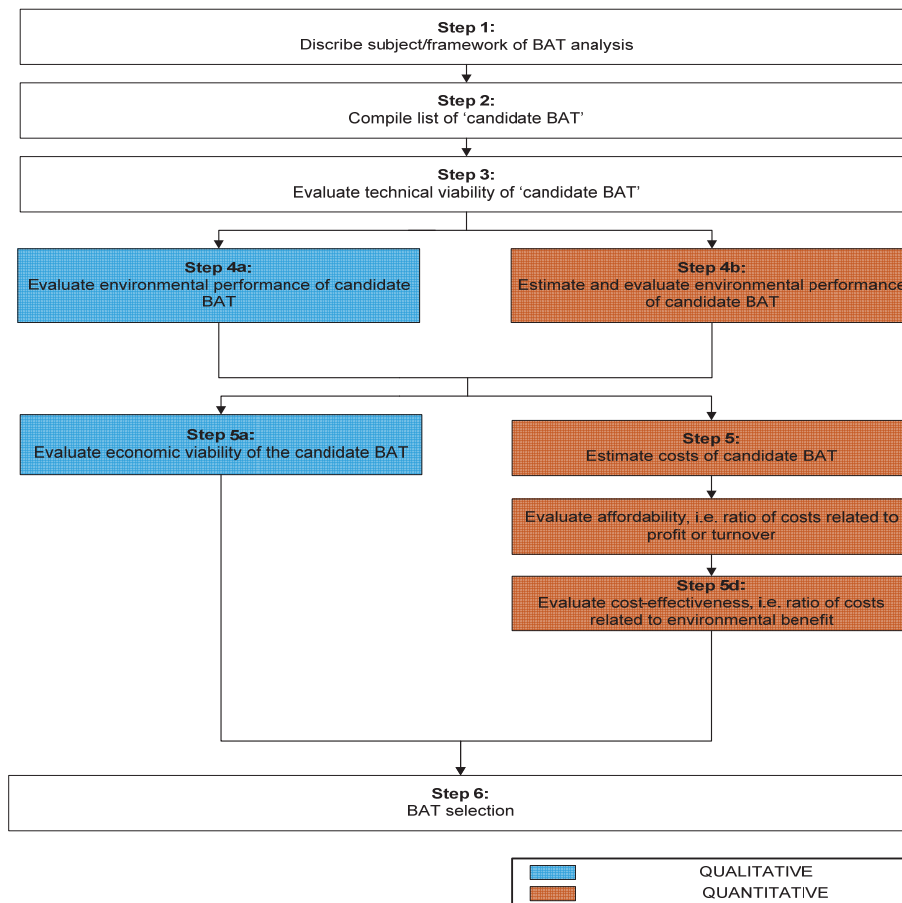 Step 1:
Discribe subject/framework of BAT analysis
Step 2:
Compile list of ‘candidate BAT’
Step 3:
Evaluate technical viability of ‘candidate BAT’
Step 4a:
Evaluate environmental performance of candidate
BAT
Step 4b:
Estimate and evaluate environmental performance
of candidate BAT
Step 5a:
Evaluate economic viability of the candidate BAT
Step 5:
Estimate costs of candidate BAT
Evaluate affordability, i.e. ratio of costs related to
profit or turnover
Step 5d:
Evaluate cost-effectiveness, i.e. ratio of costs
related to environmental benefit
Step 6:
BAT selection
QUALITATIVE
QUANTITATIVE